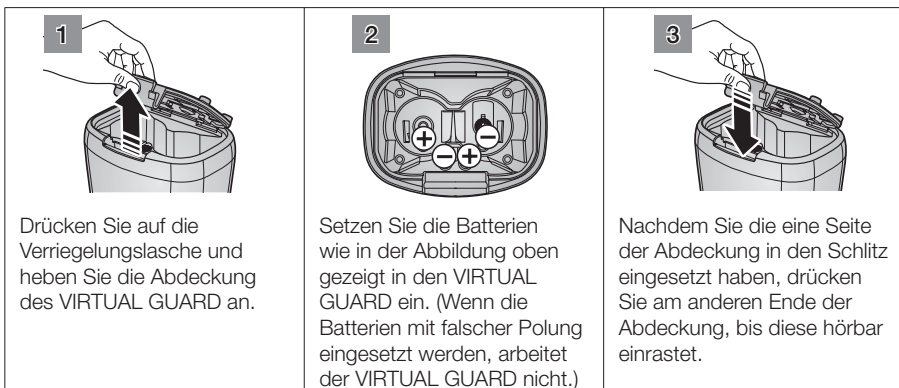 1
Drücken Sie auf die
Verriegelungslasche und
heben Sie die Abdeckung
des VIRTUAL GUARD an.
2
Setzen Sie die Batterien
wie in der Abbildung oben
gezeigt in den VIRTUAL
GUARD ein. (Wenn die
Batterien mit falscher Polung
eingesetzt werden, arbeitet
der VIRTUAL GUARD nicht.)
3
Nachdem Sie die eine Seite
der Abdeckung in den Schlitz
eingesetzt haben, drücken
Sie am anderen Ende der
Abdeckung, bis diese hörbar
einrastet.